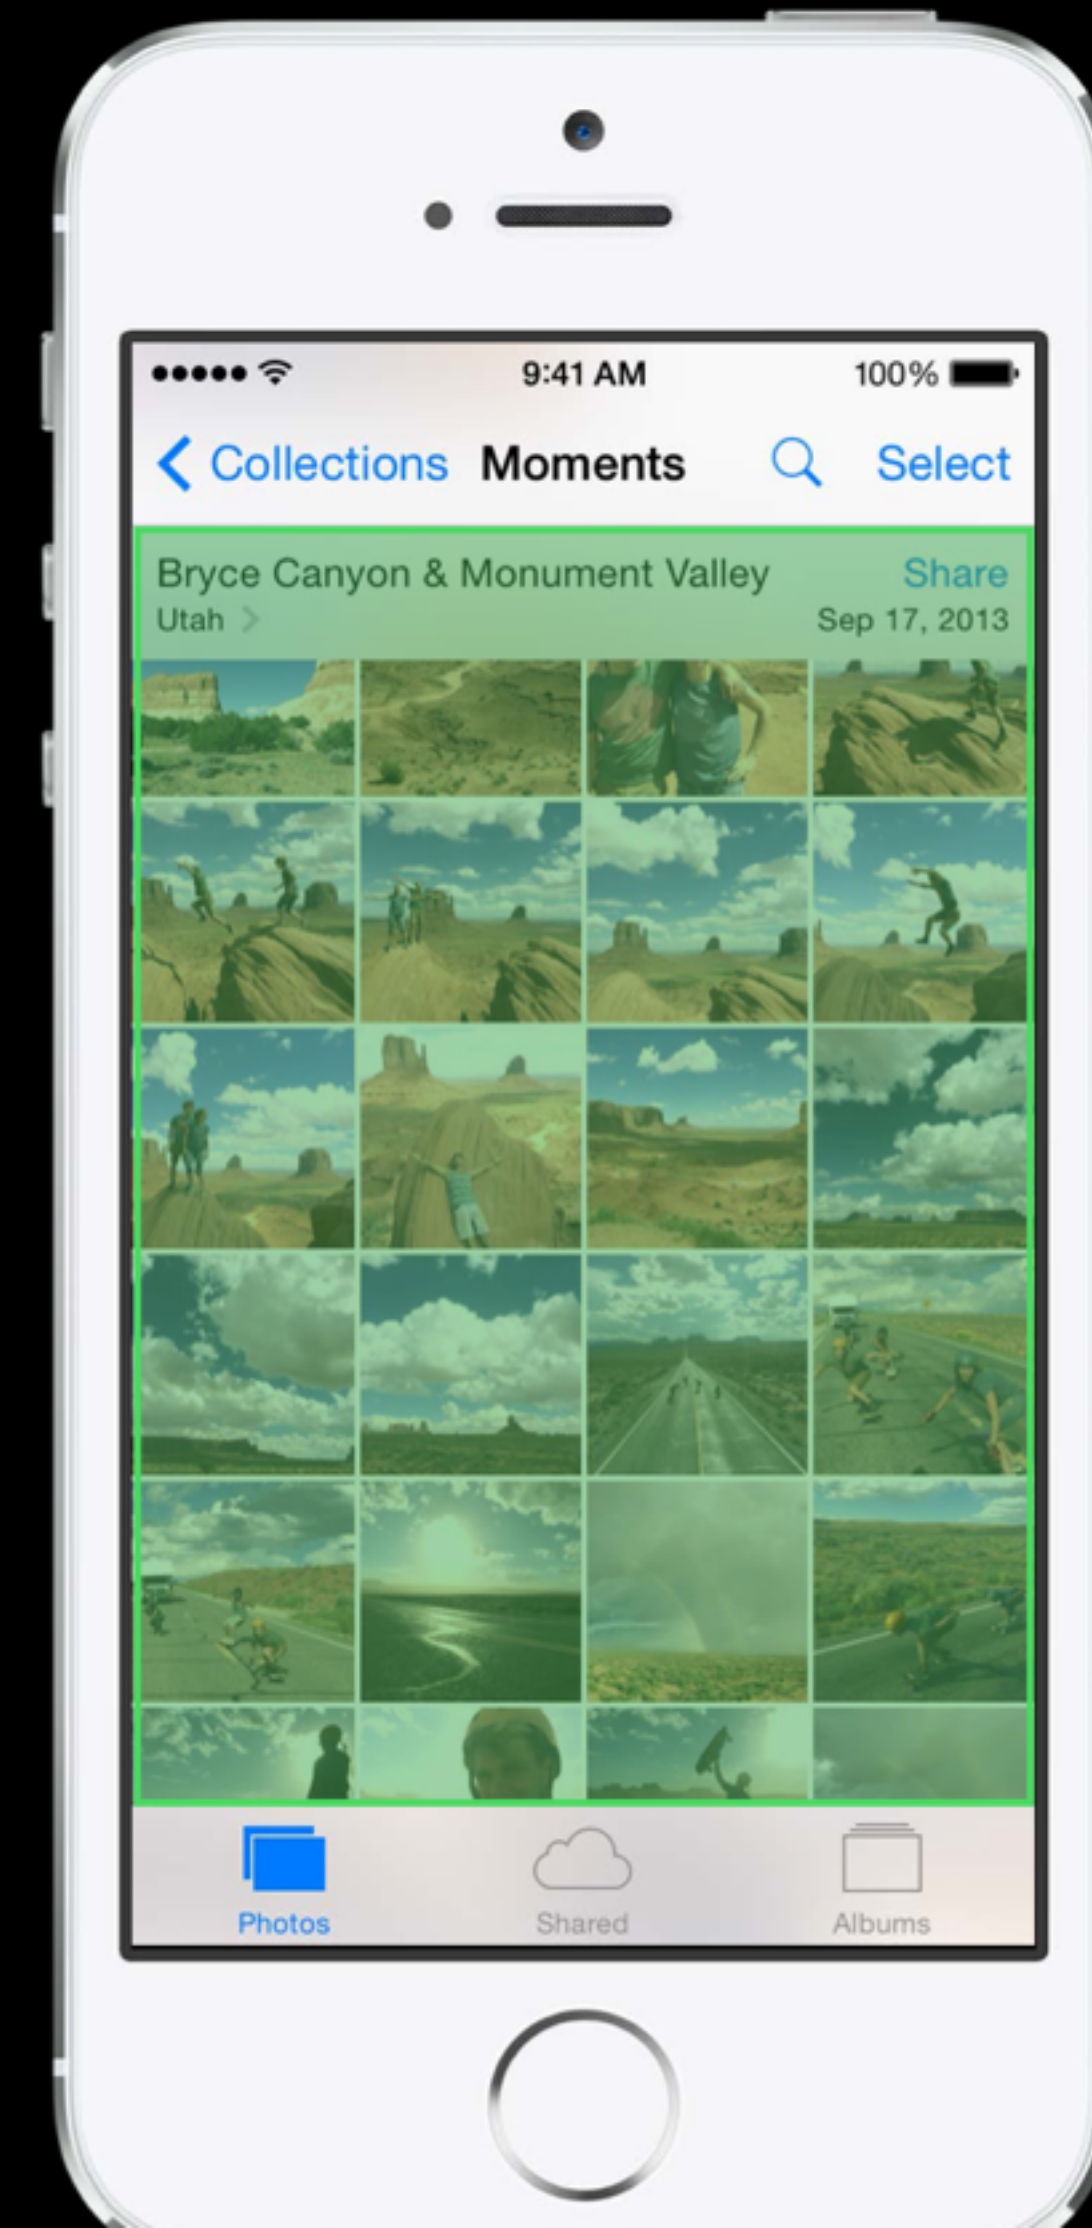 9:41 AM 100%
Collections Moments Select
Bryce Canyon & Monument Valley Share
Utah Sep 17, 2013
Photos Shared Albums